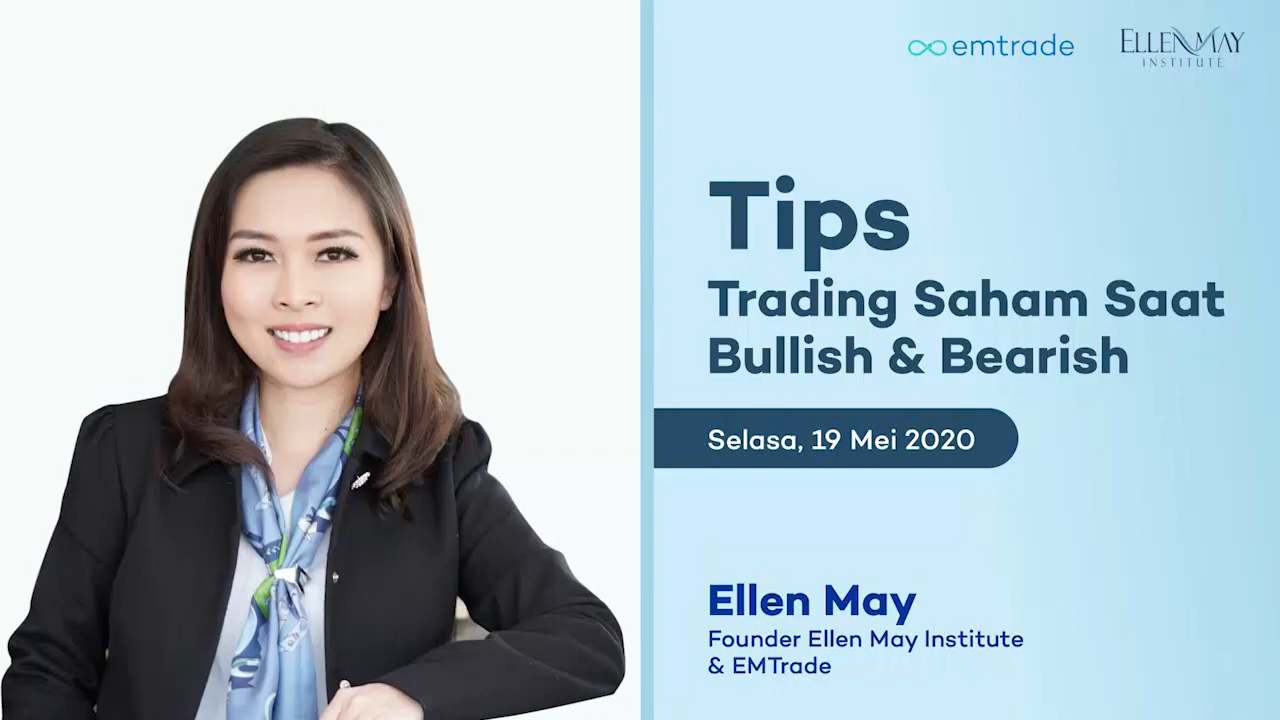 emtrade
ELLEN MAY
INSTITUTE
Tips
Trading Saham Saat
Bullish & Bearish
Selasa, 19 Mei 2020
Ellen May
Founder Ellen May Institute
& EMTrade